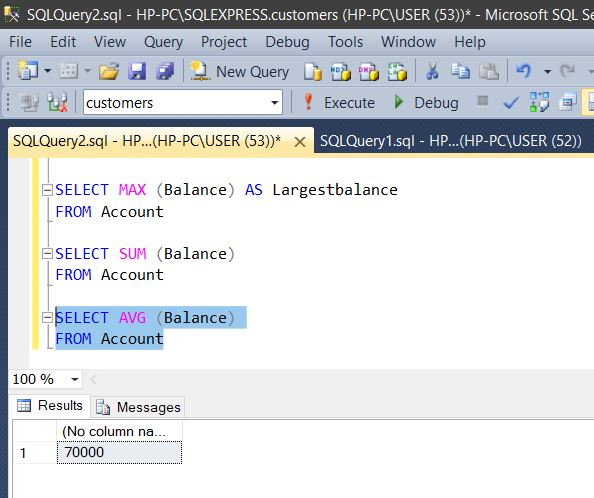 SQLQuery2.sql - HP-PC\SQLEXPRESS.customers (HP-PC\USER (53))* - Microsoft SQL Se
File Edit View Query Project Debug Tools Window Help
New Query
customers Execute Debug
SQLQuery2.sql - HP...(HP-PC\USER (53))* SQLQuery1.sql - HP...(HP-PC\USER (52))
SELECT MAX (Balance) AS Largestbalance
FROM Account
SELECT SUM (Balance)
FROM Account
SELECT AVG (Balance)
FROM Account
100 %
Results Messages
(No column na...
1 70000